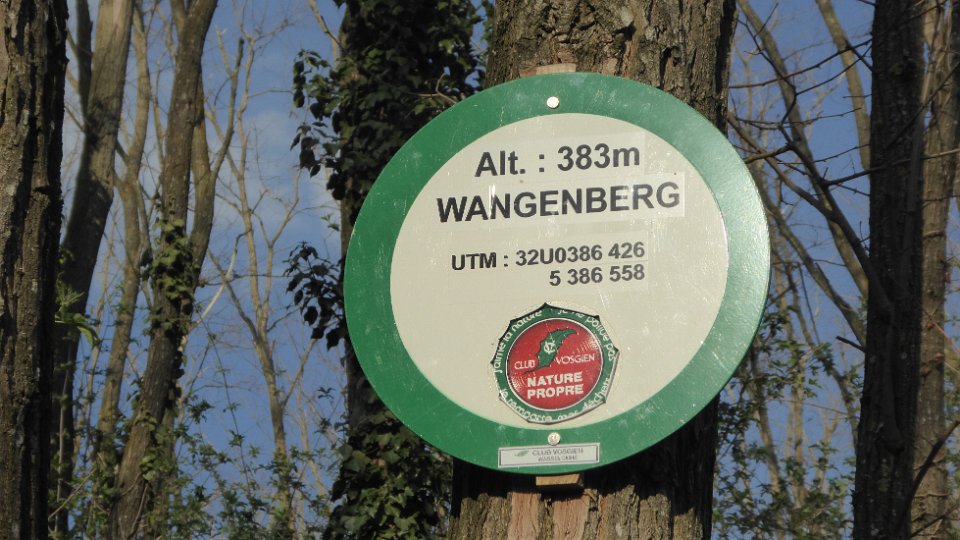 Alt. : 383m
WANGENBERG
UTM : 32U0386 426
5 386 558
CLUB VOSGIEN
NATURE
PROPRE
CLUB VOSGIEN